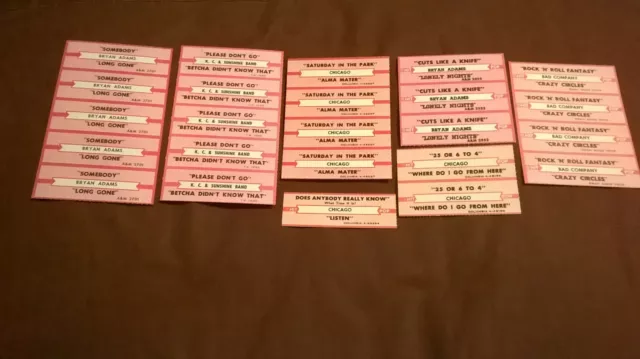 "SOMEBODY"
BRYAN ADAMS
"LONG GONE"
A&M 2701
"SOMEBODY"
BRYAN ADAMS
"LONG GONE"
A&M 2701
"SOMEBODY"
BRYAN ADAMS
"LONG GONE"
A&M 2701
"SOMEBODY"
BRYAN ADAMS
"LONG GONE"
A&M 2701
"SOMEBODY"
BRYAN ADAMS
"LONG GONE"
A&M 2701
"PLEASE DON'T GO"
K. C. & SUNSHINE BAND
"BETCHA DIDN'T KNOW THAT"
"PLEASE DON'T GO"
K. C. & SUNSHINE BAND
"BETCHA DIDN'T KNOW THAT"
"PLEASE DON'T GO"
K. C. & SUNSHINE BAND
"BETCHA DIDN'T KNOW THAT"
"PLEASE DON'T GO"
K. C. & SUNSHINE BAND
"BETCHA DIDN'T KNOW THAT"
"PLEASE DON'T GO"
K. C. & SUNSHINE BAND
"BETCHA DIDN'T KNOW THAT"
"SATURDAY IN THE PARK"
CHICAGO
"ALMA MATER"
"SATURDAY IN THE PARK"
CHICAGO
"ALMA MATER"
"SATURDAY IN THE PARK"
CHICAGO
"ALMA MATER"
"SATURDAY IN THE PARK"
CHICAGO
"ALMA MATER"
DOES ANYBODY REALLY KNOW"
What Time It Is?
CHICAGO
"LISTEN"
"CUTS LIKE A KNIFE"
BRYAN ADAMS
"LONELY NIGHTS"
"CUTS LIKE A KNIFE"
BRYAN ADAMS
"LONELY NIGHTS"
"CUTS LIKE A KNIFE"
BRYAN ADAMS
"LONELY NIGHTS"
"25 OR 6 TO 4"
CHICAGO
"WHERE DO I GO FROM HERE"
"25 OR 6 TO 4"
CHICAGO
"WHERE DO I GO FROM HERE"
"ROCK 'N' ROLL FANTASY"
BAD COMPANY
"CRAZY CIRCLES"
"ROCK 'N' ROLL FANTASY"
BAD COMPANY
"CRAZY CIRCLES"
"ROCK 'N' ROLL FANTASY"
BAD COMPANY
"CRAZY CIRCLES"
"ROCK 'N' ROLL FANTASY"
BAD COMPANY
"CRAZY CIRCLES"